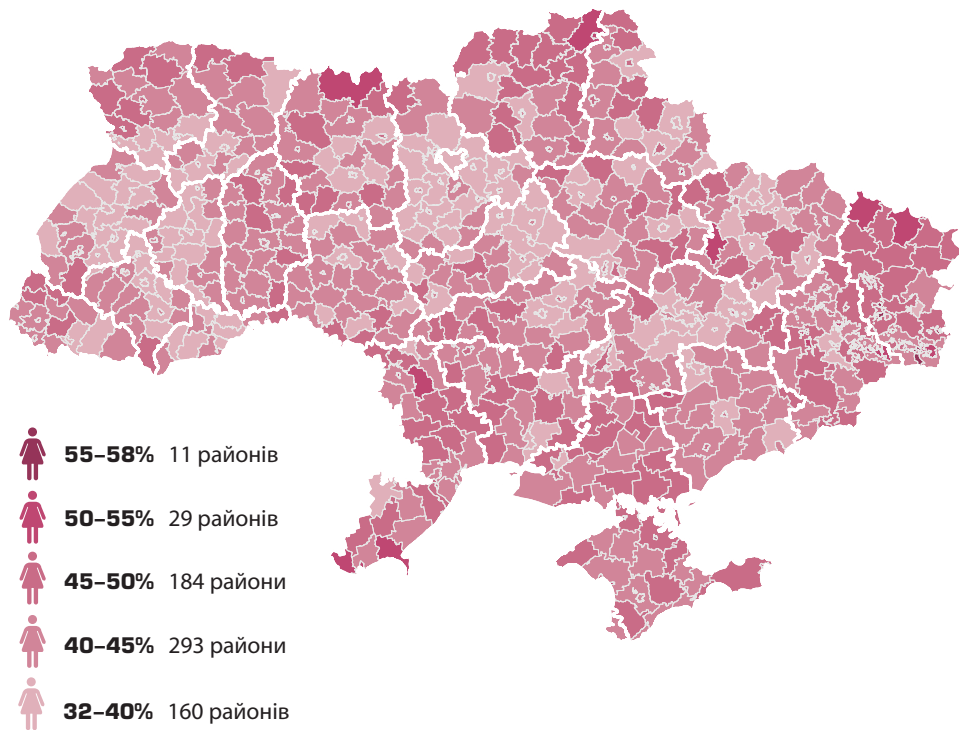 55–58% 11 районів
50–55% 29 районів
45–50% 184 райони
40–45% 293 райони
32–40% 160 районів